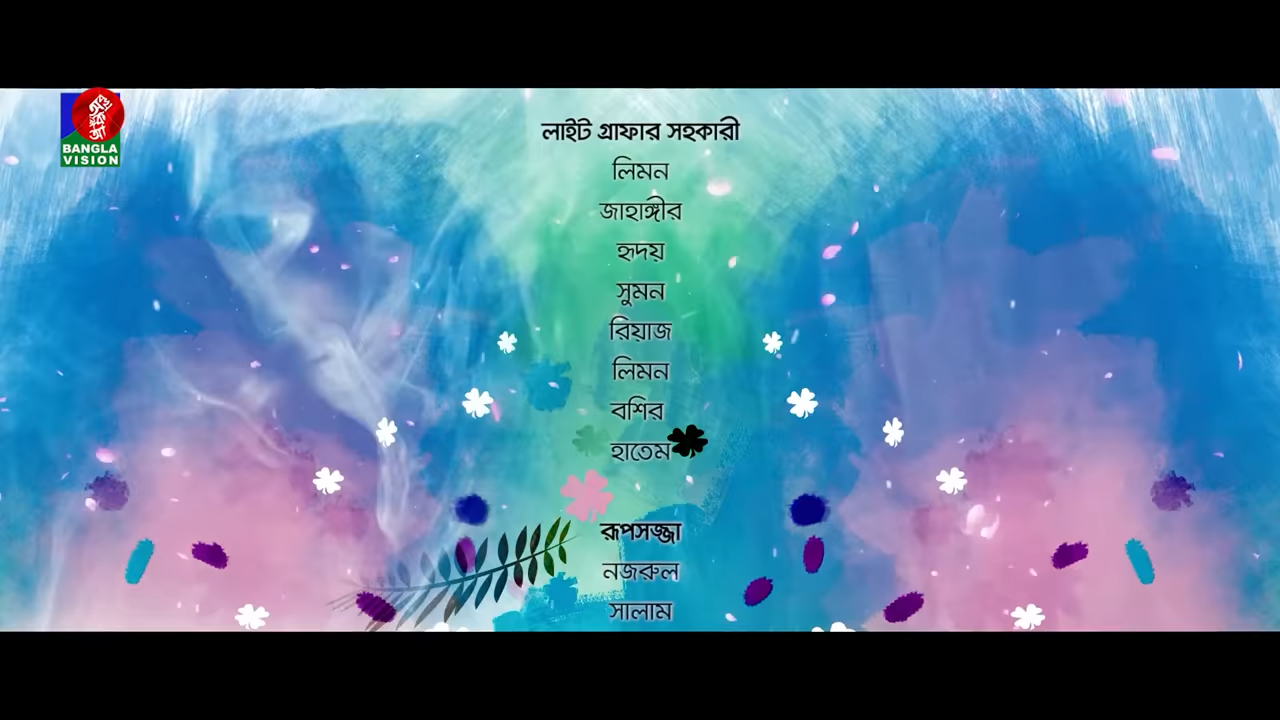 BANGLA
VISION
লাইট গ্রাফার সহকারী
লিমন
জাহাঙ্গীর
হৃদয়
সুমন
রিয়াজ
লিমন
বশির
হাতেম
রূপসজ্জা
নজরুল
সালাম